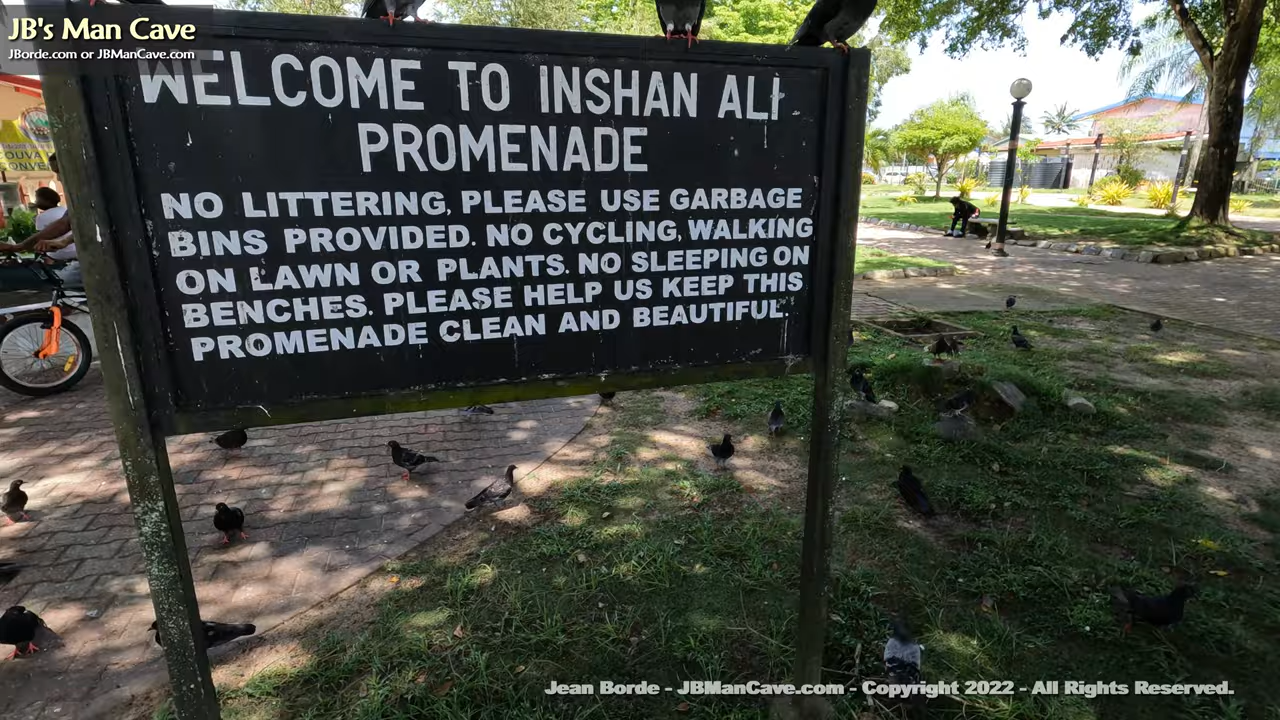 JB's Man Cave
JBorde.com or JBManCave.com
WELCOME TO INSHAN ALI
PROMENADE
NO LITTERING, PLEASE USE GARBAGE
BINS PROVIDED. NO CYCLING, WALKING
ON LAWN OR PLANTS. NO SLEEPING ON
BENCHES. PLEASE HELP US KEEP THIS
PROMENADE CLEAN AND BEAUTIFUL.
Jean Borde - JBManCave.com - Copyright 2022 - All Rights Reserved.